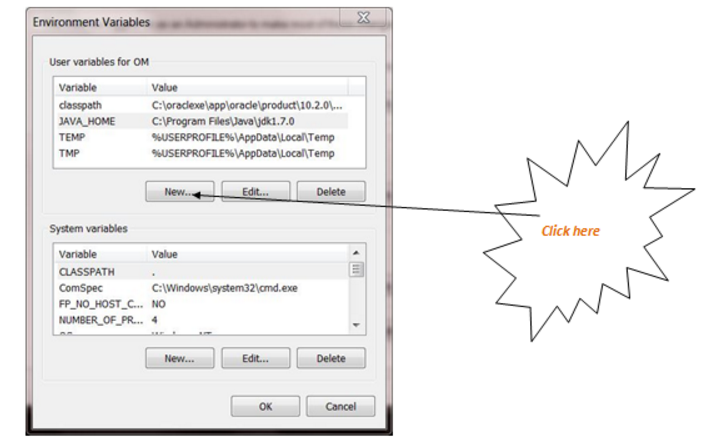 Environment Variables
User variables for OM
Variable Value
classpath C:\oraclexe\app\oracle\product\10.2.0\...
JAVA_HOME C:\Program Files\Java\jdk1.7.0
TEMP %USERPROFILE%\AppData\Local\Temp
TMP %USERPROFILE%\AppData\Local\Temp
New... Edit... Delete
Click here
System variables
Variable Value
CLASSPATH .
ComSpec C:\Windows\system32\cmd.exe
FP_NO_HOST_C... NO
NUMBER_OF_PR... 4
New... Edit... Delete
OK Cancel